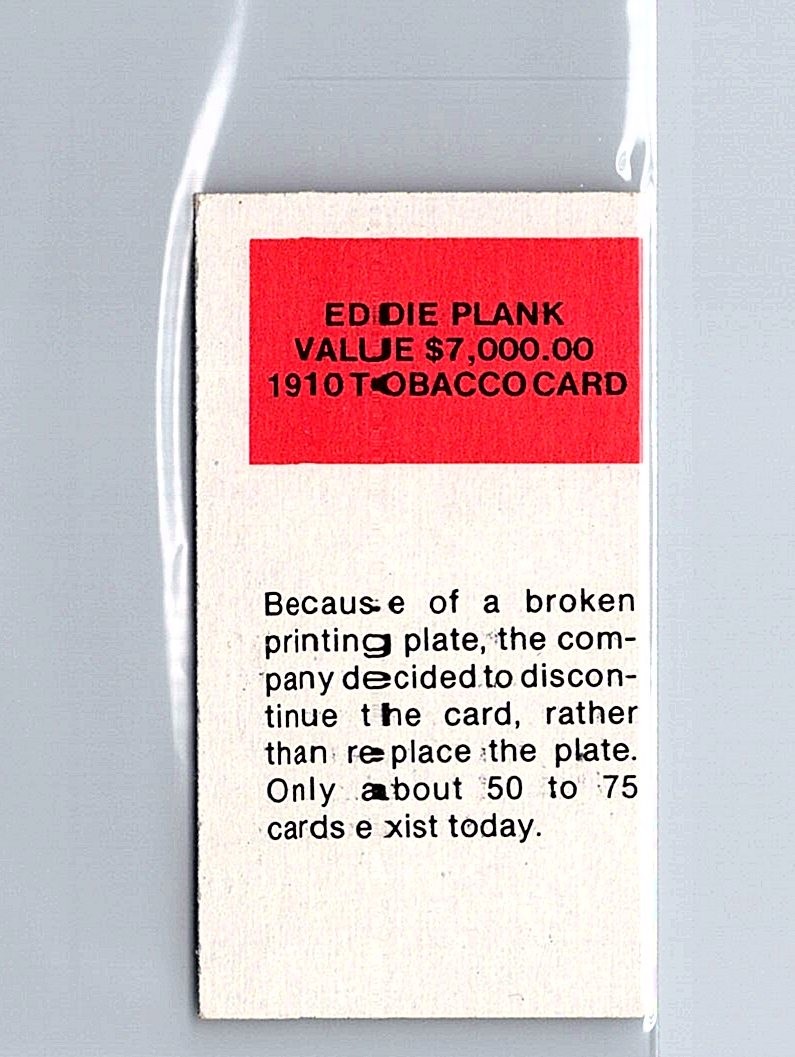 EDDIE PLANK
VALUE $7,000.00
1910 TOBACCO CARD
Because of a broken
printing plate, the com-
pany decided to discon-
tinue the card, rather
than replace the plate.
Only about 50 to 75
cards exist today.